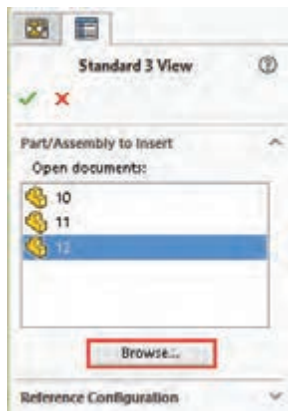 Standard 3 View
Part/Assembly to Insert
Open documents:
10
11
12
Browse...
Reference Configuration